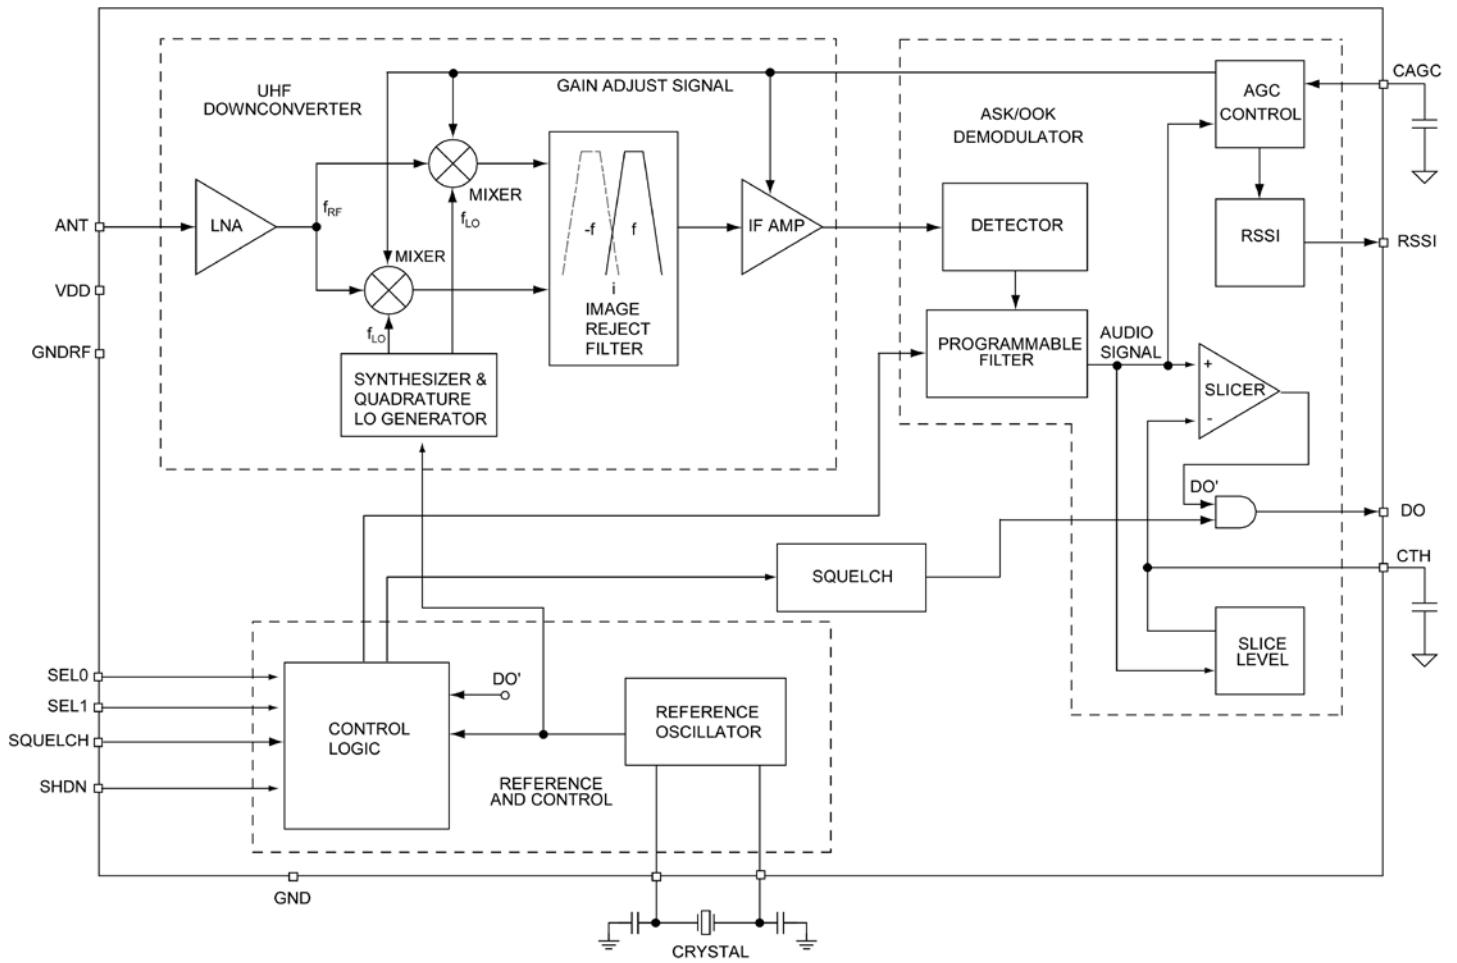 CAGC
UHF
DOWNCONVERTER
GAIN ADJUST SIGNAL
ASK/OOK
DEMODULATOR
AGC
CONTROL
MIXER
fRF
fLO
ANT
LNA
-f
f
IF AMP
DETECTOR
RSSI
RSSI
MIXER
VDD
i
IMAGE
REJECT
FILTER
fLO
GNDRF
PROGRAMMABLE
FILTER
AUDIO
SIGNAL
SYNTHESIZER &
QUADRATURE
LO GENERATOR
+
SLICER
-
DO'
DO
CTH
SQUELCH
SLICE
LEVEL
SEL0
SEL1
SQUELCH
SHDN
DO'
CONTROL
LOGIC
REFERENCE
OSCILLATOR
REFERENCE
AND CONTROL
GND
CRYSTAL